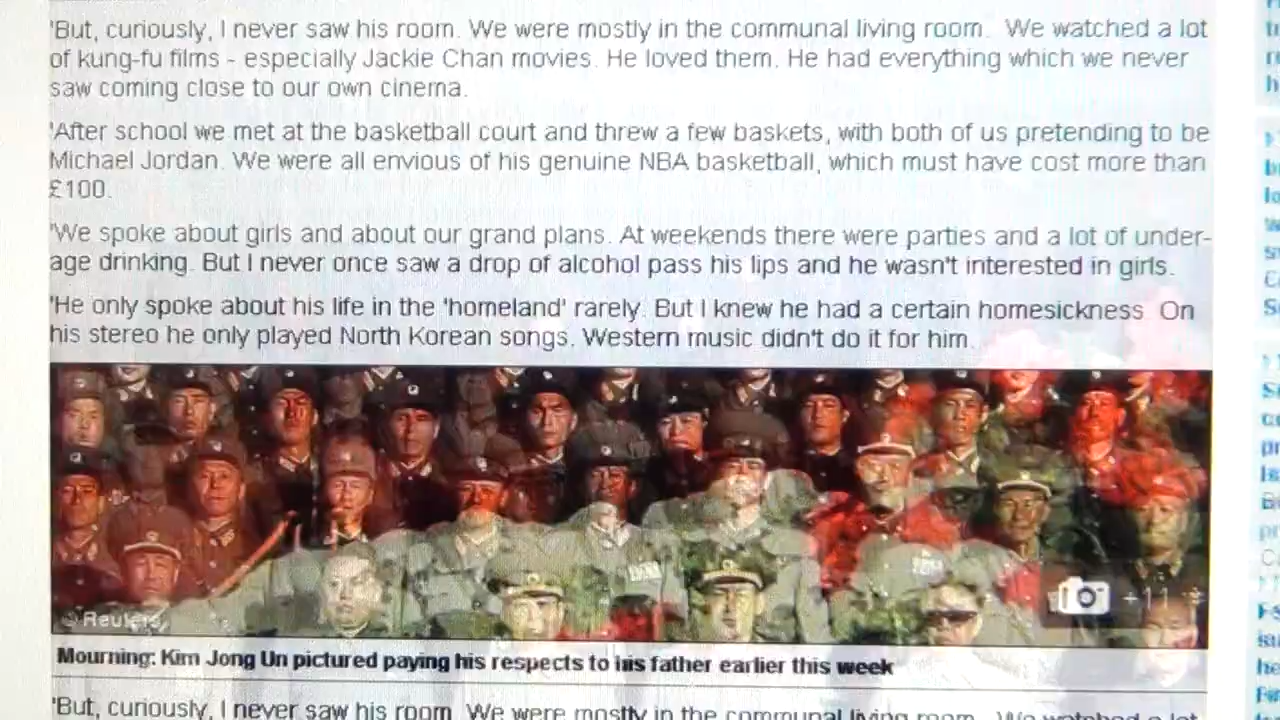 'But, curiously, I never saw his room. We were mostly in the communal living room. We watched a lot
of kung-fu films - especially Jackie Chan movies. He loved them. He had everything which we never
saw coming close to our own cinema.
'After school we met at the basketball court and threw a few baskets, with both of us pretending to be
Michael Jordan. We were all envious of his genuine NBA basketball, which must have cost more than
£100.
'We spoke about girls and about our grand plans. At weekends there were parties and a lot of under-
age drinking. But I never once saw a drop of alcohol pass his lips and he wasn't interested in girls.
'He only spoke about his life in the 'homeland' rarely. But I knew he had a certain homesickness. On
his stereo he only played North Korean songs. Western music didn't do it for him.
© Reuters
+11
Mourning: Kim Jong Un pictured paying his respects to his father earlier this week
'But, curiously, I never saw his room. We were mostly in the communal living room. We watched a lot